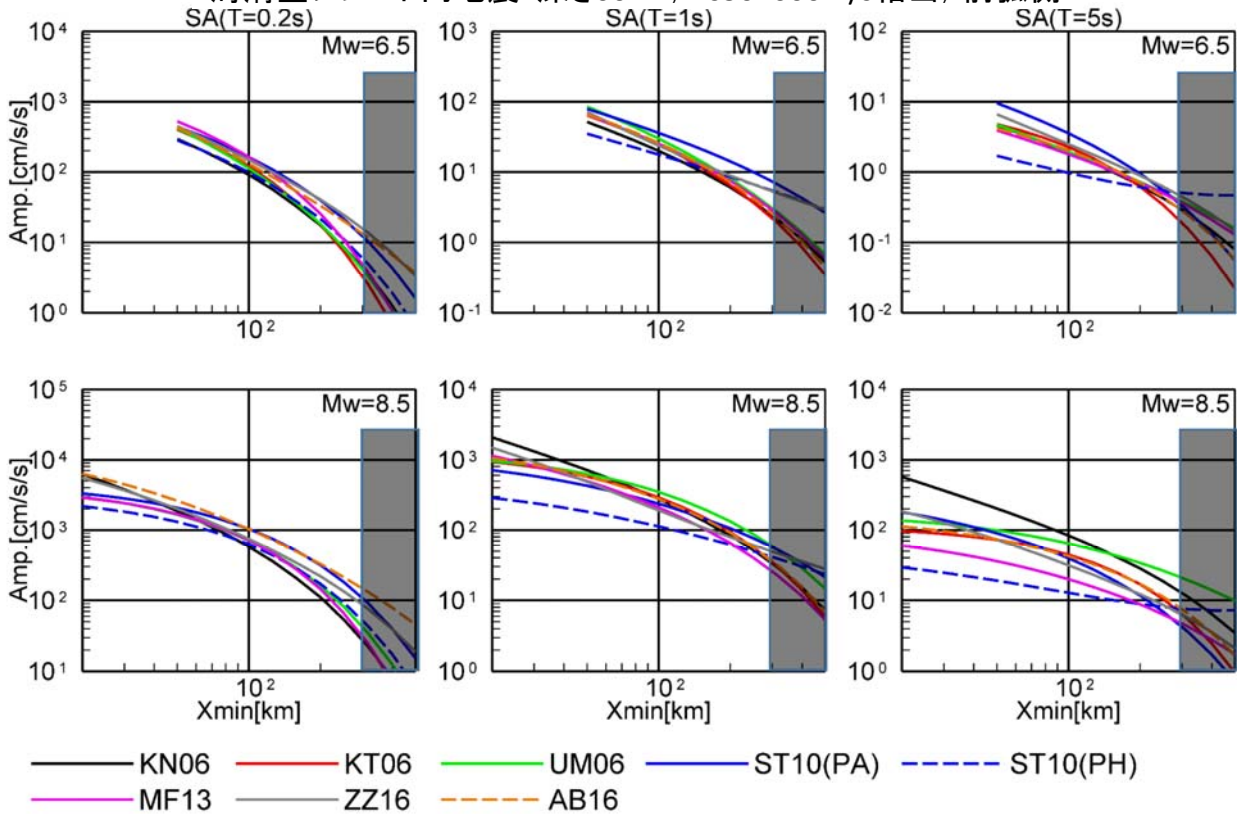 SA(T=0.2s)
SA(T=1s)
SA(T=5s)
Mw=6.5
Mw=6.5
Mw=6.5
Amp.[cm/s/s]
10⁴
10³
10²
10¹
10⁰
10²
10³
10²
10¹
10⁰
10⁻¹
10²
10²
10¹
10⁰
10⁻¹
10⁻²
10²
Mw=8.5
Mw=8.5
Mw=8.5
Amp.[cm/s/s]
10⁵
10⁴
10³
10²
10¹
10²
Xmin[km]
10⁴
10³
10²
10¹
10⁰
10²
Xmin[km]
10⁴
10³
10²
10¹
10⁰
10²
Xmin[km]
KN06 KT06 UM06 ST10(PA) ST10(PH)
MF13 ZZ16 AB16